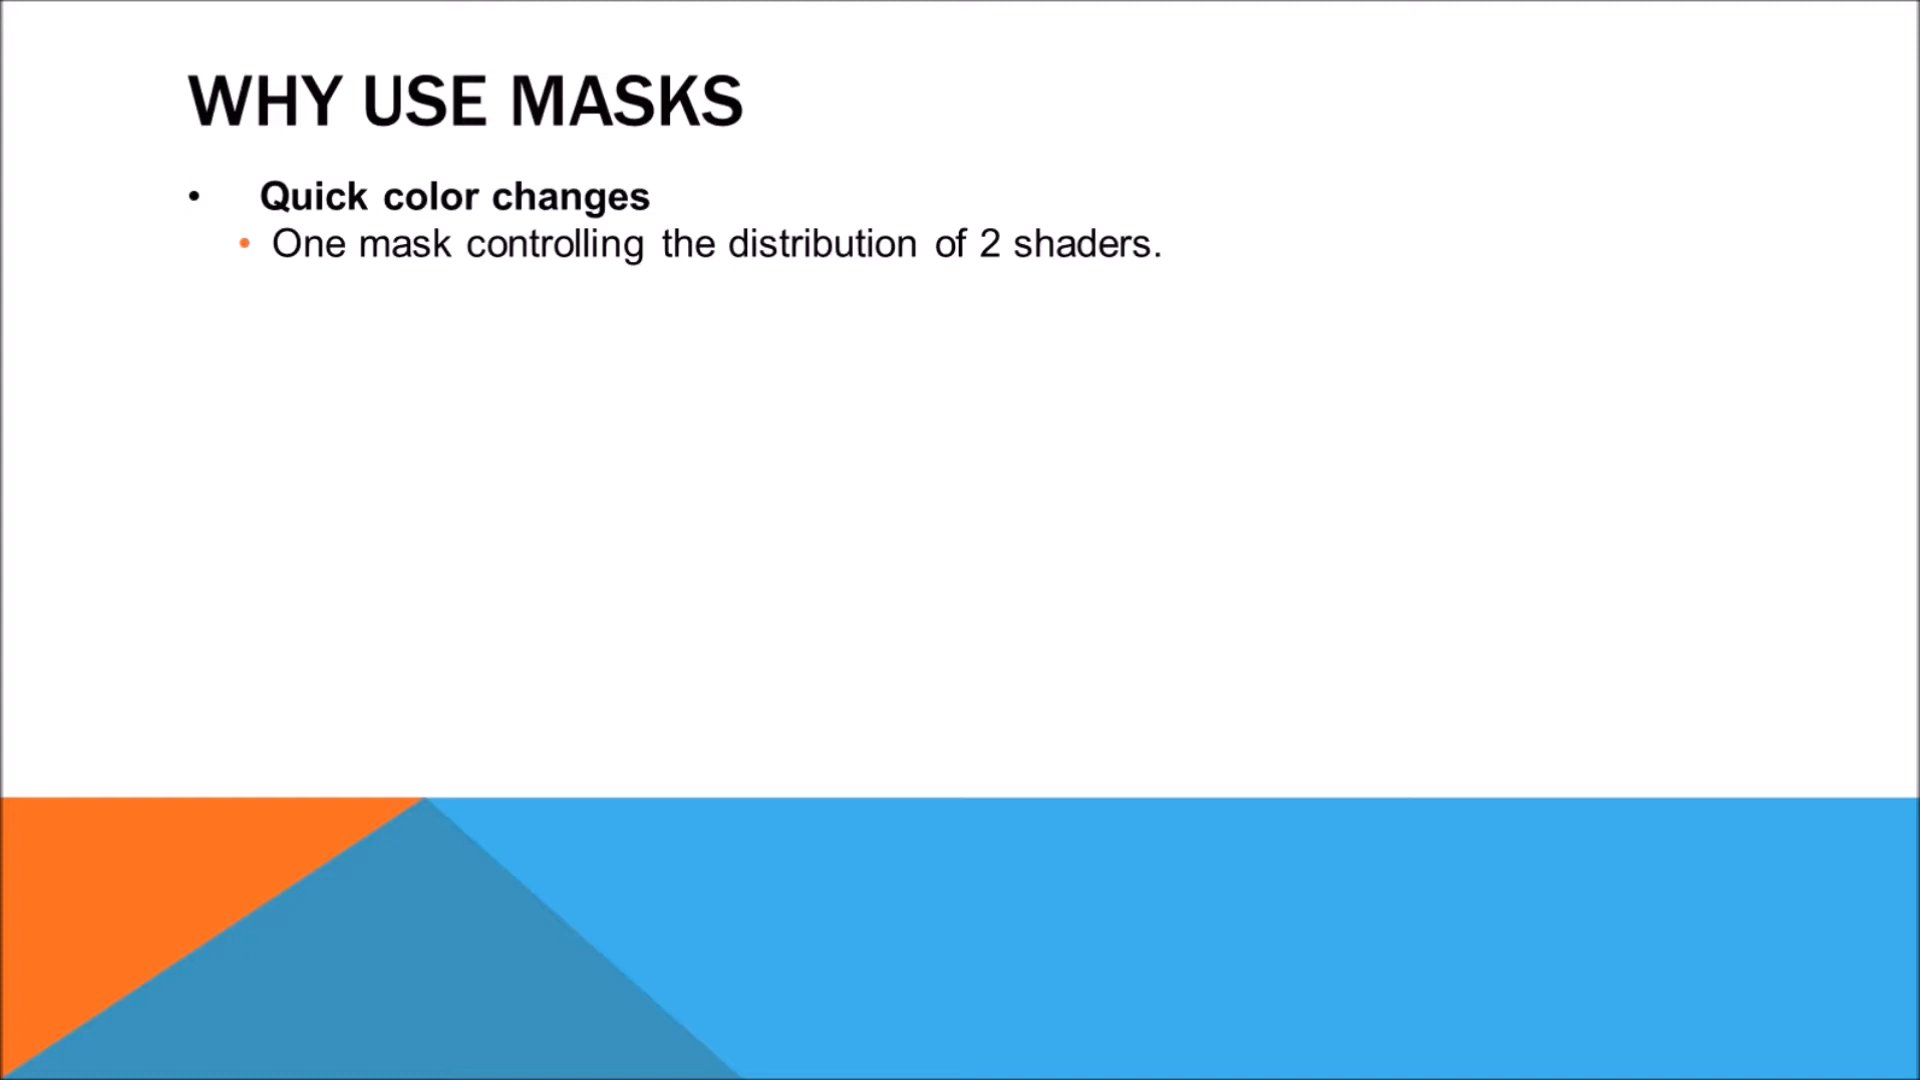 WHY USE MASKS
• Quick color changes
• One mask controlling the distribution of 2 shaders.